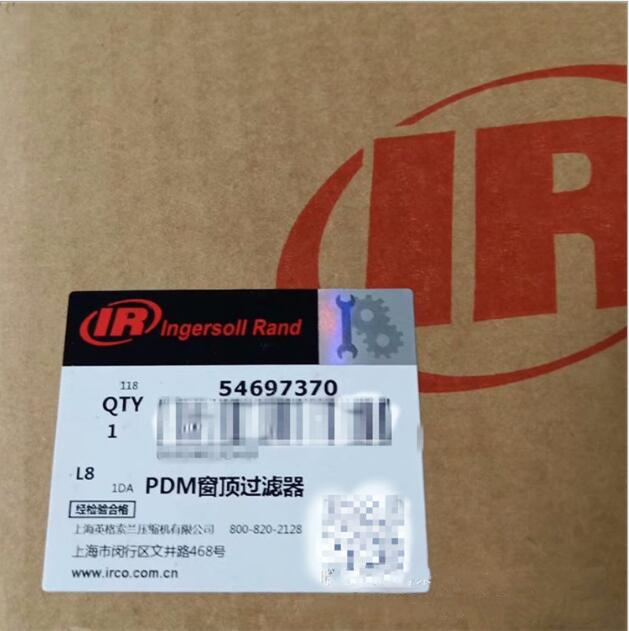 IR
IR Ingersoll Rand
118
54697370
QTY
1
L8
1DA PDM窗顶过滤器
经检验合格
上海英格索兰压缩机有限公司 800-820-2128
上海市闵行区文井路468号
www.irco.com.cn